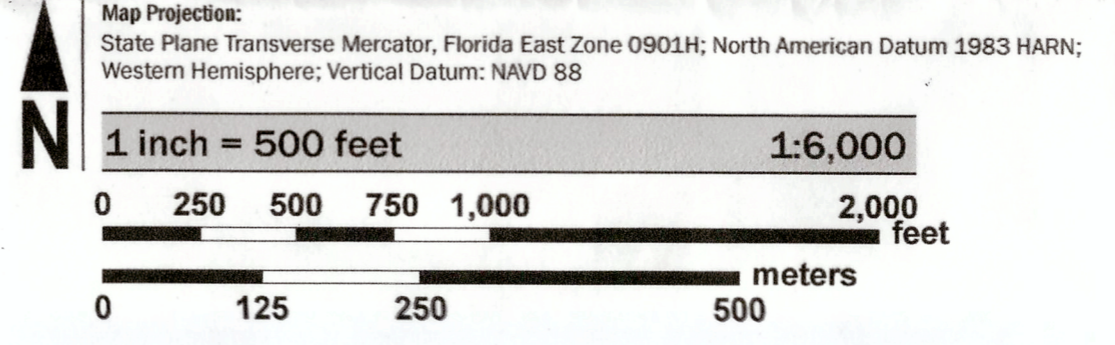 Map Projection:
State Plane Transverse Mercator, Florida East Zone 0901H; North American Datum 1983 HARN;
Western Hemisphere; Vertical Datum: NAVD 88
N
1 inch = 500 feet 1:6,000
0 250 500 750 1,000 2,000
feet
meters
0 125 250 500